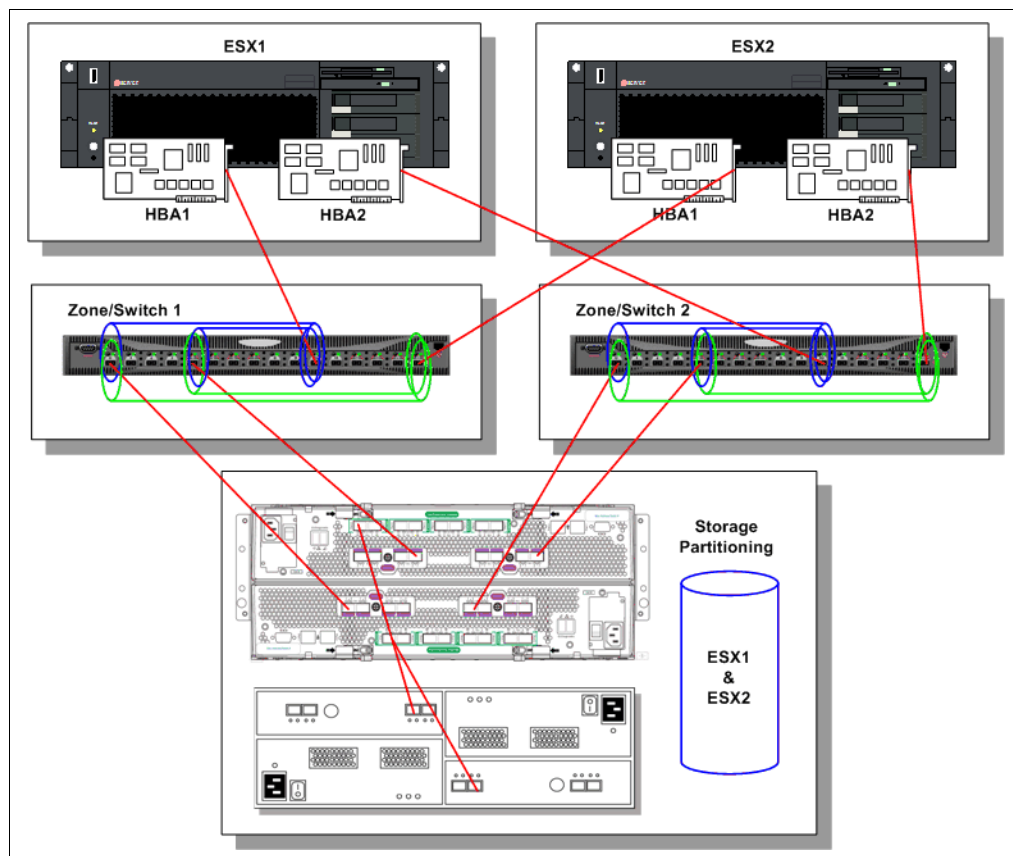 ESX1
ESX2
HBA1
HBA2
HBA1
HBA2
Zone/Switch 1
Zone/Switch 2
Storage
Partitioning
ESX1
&
ESX2